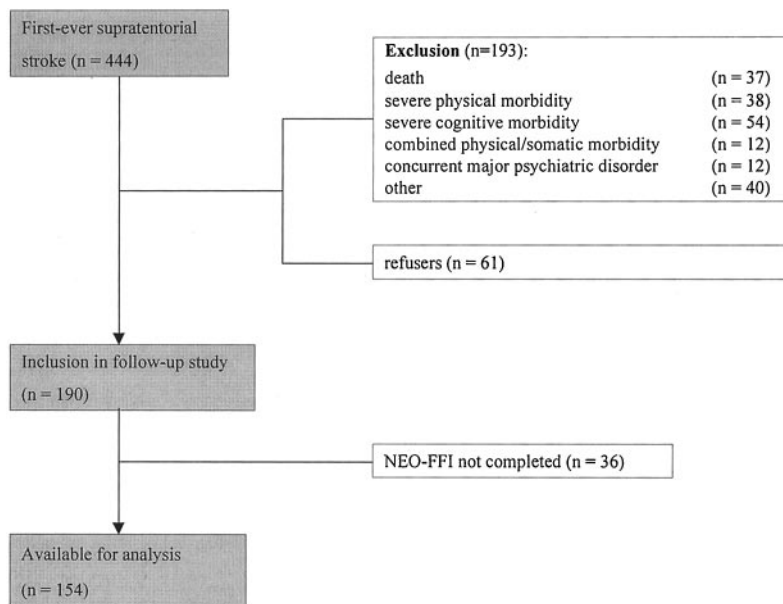 First-ever supratentorial
stroke (n = 444)
Exclusion (n=193):
death (n = 37)
severe physical morbidity (n = 38)
severe cognitive morbidity (n = 54)
combined physical/somatic morbidity (n = 12)
concurrent major psychiatric disorder (n = 12)
other (n = 40)
refusers (n = 61)
Inclusion in follow-up study
(n = 190)
NEO-FFI not completed (n = 36)
Available for analysis
(n = 154)